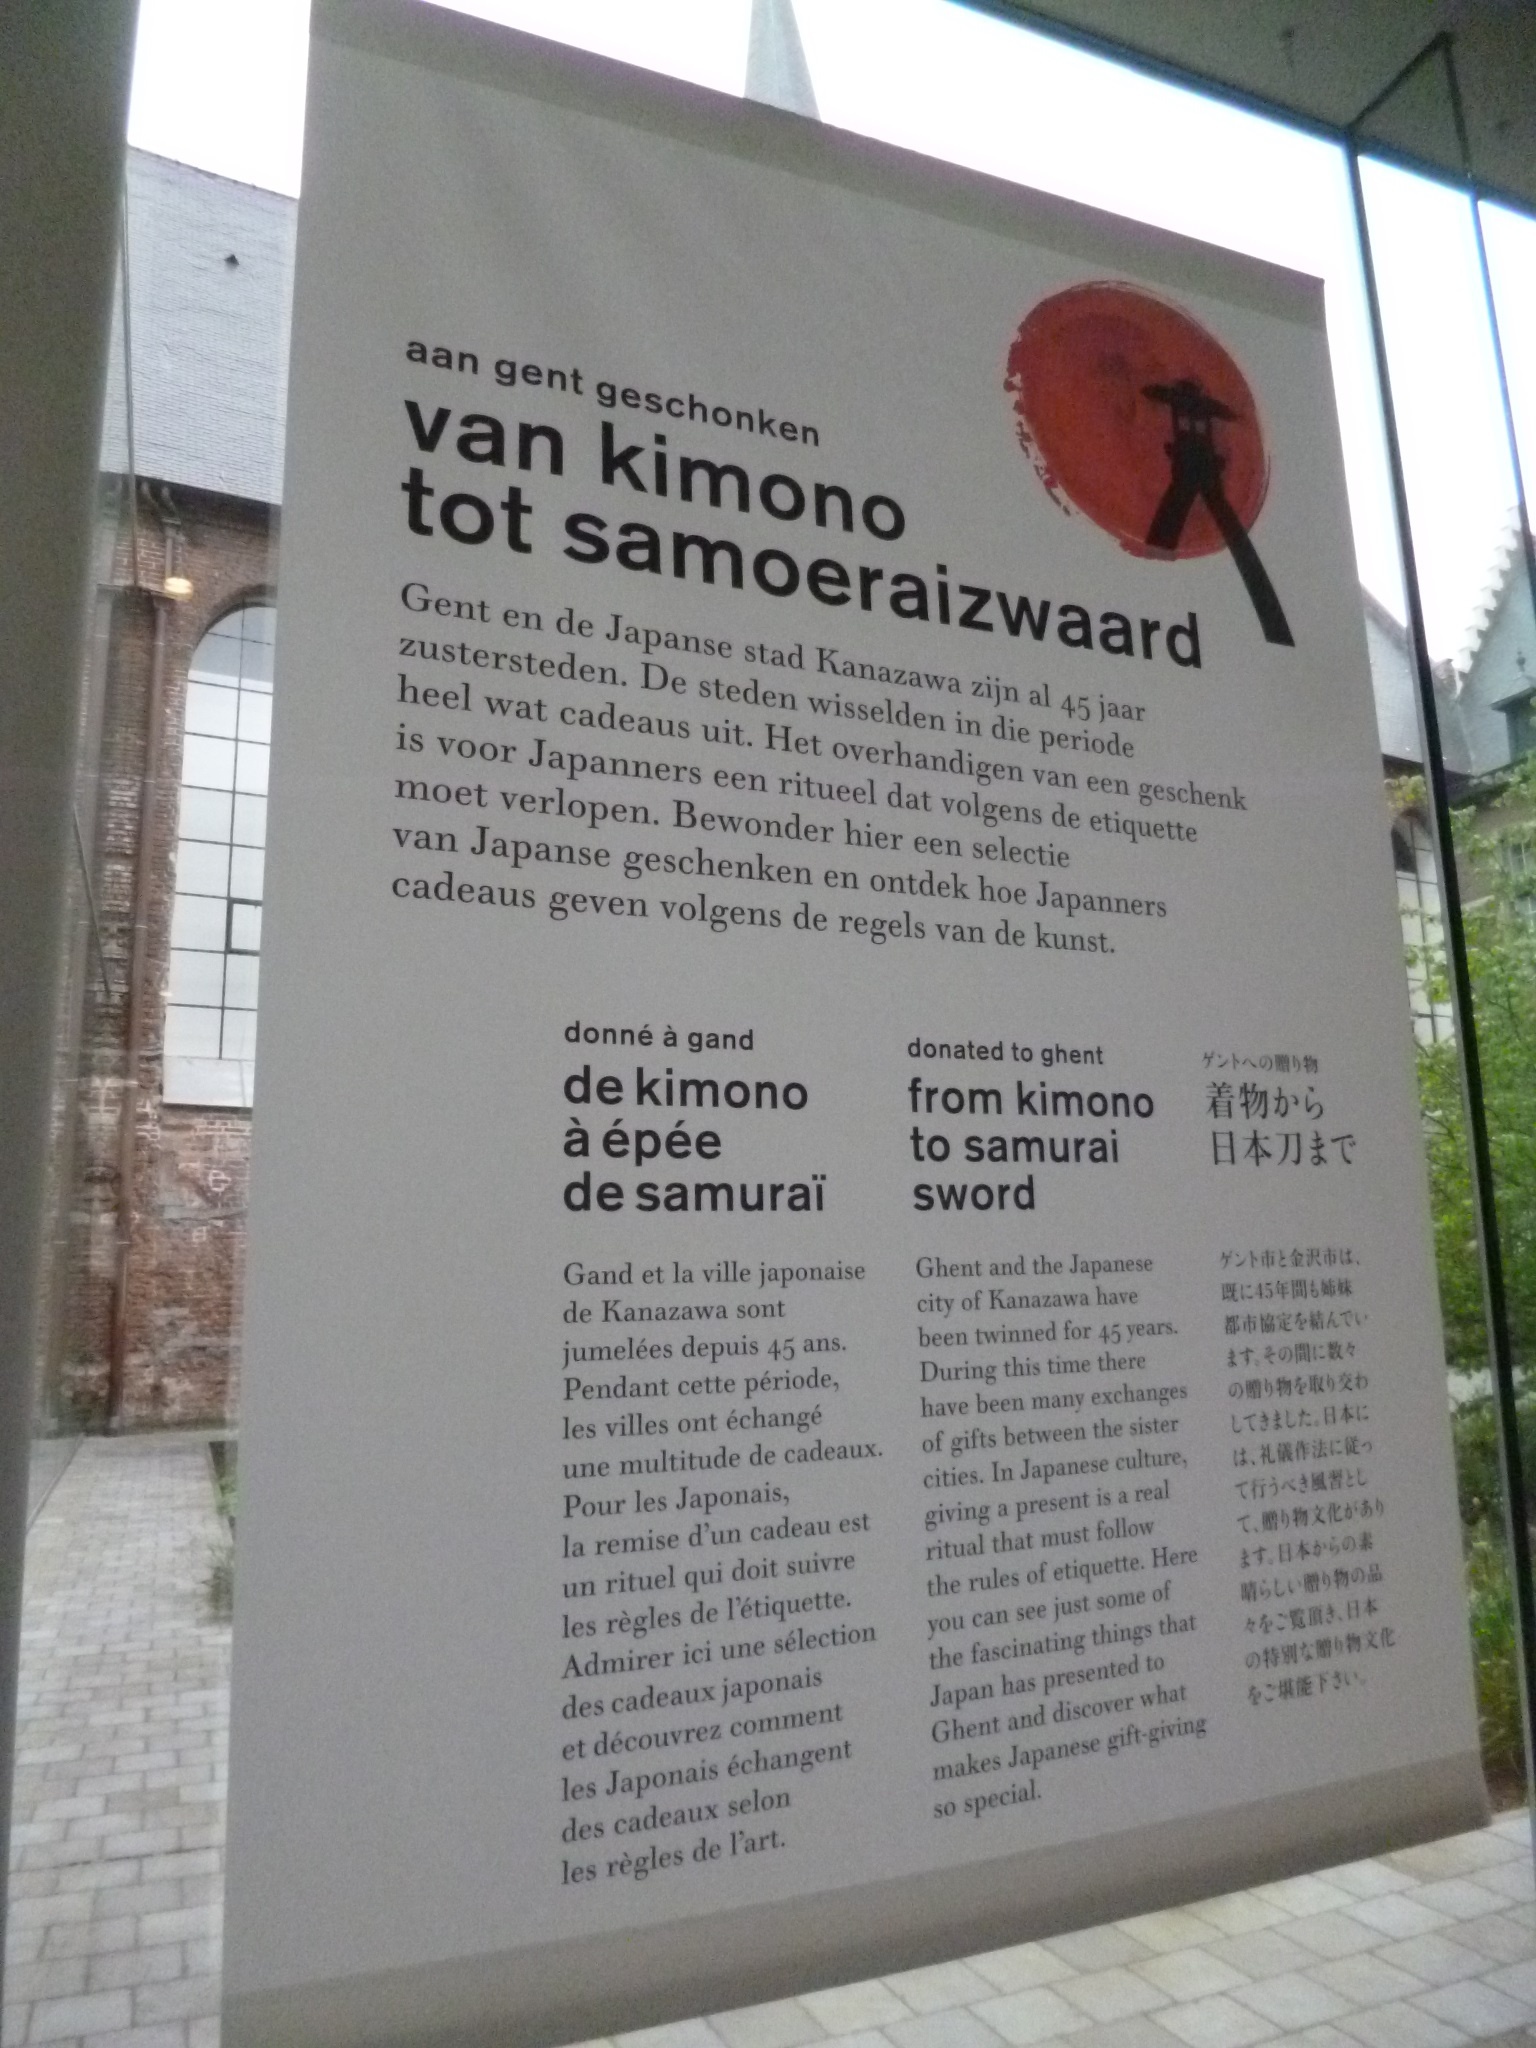 aan gent geschonken
van kimono
tot samoeraizwaard
Gent en de Japanse stad Kanazawa zijn al 45 jaar
zustersteden. De steden wisselden in die periode
heel wat cadeaus uit. Het overhandigen van een geschenk
is voor Japanners een ritueel dat volgens de etiquette
moet verlopen. Bewonder hier een selectie
van Japanse geschenken en ontdek hoe Japanners
cadeaus geven volgens de regels van de kunst.
donné à gand
de kimono
à épée
de samuraï
Gand et la ville japonaise
de Kanazawa sont
jumelées depuis 45 ans.
Pendant cette période,
les villes ont échangé
une multitude de cadeaux.
Pour les Japonais,
la remise d'un cadeau est
un rituel qui doit suivre
les règles de l'étiquette.
Admirer ici une sélection
des cadeaux japonais
et découvrez comment
les Japonais échangent
des cadeaux selon
les règles de l'art.
donated to ghent
from kimono
to samurai
sword
Ghent and the Japanese
city of Kanazawa have
been twinned for 45 years.
During this time there
have been many exchanges
of gifts between the sister
cities. In Japanese culture,
giving a present is a real
ritual that must follow
the rules of etiquette. Here
you can see just some of
the fascinating things that
Japan has presented to
Ghent and discover what
makes Japanese gift-giving
so special.
ゲントへの贈り物
着物から
日本刀まで
ゲント市と金沢市は、
既に45年間も姉妹
都市協定を結んでい
ます。その間に数々
の贈り物を取り交わ
してきました。日本に
は、礼儀作法に従っ
て行うべき風習とし
て、贈り物文化があり
ます。日本からの素
晴らしい贈り物の品
々をご覧頂き、日本
の特別な贈り物文化
をご堪能下さい。